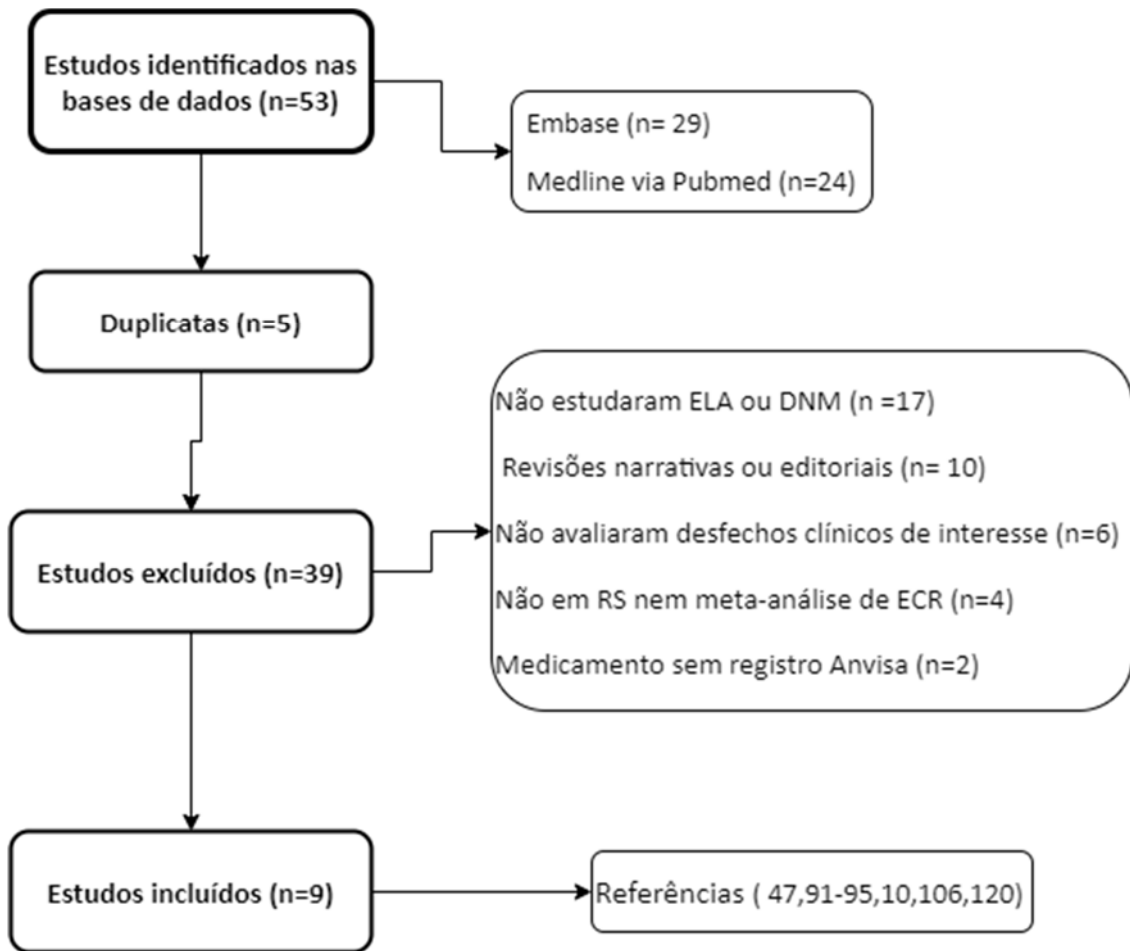 Estudos identificados nas
bases de dados (n=53)
Embase (n= 29)
Medline via Pubmed (n=24)
Duplicatas (n=5)
Estudos excluídos (n=39)
Não estudaram ELA ou DNM (n =17)
Revisões narrativas ou editoriais (n= 10)
Não avaliaram desfechos clínicos de interesse (n=6)
Não em RS nem meta-análise de ECR (n=4)
Medicamento sem registro Anvisa (n=2)
Estudos incluídos (n=9)
Referências ( 47,91-95,10,106,120)